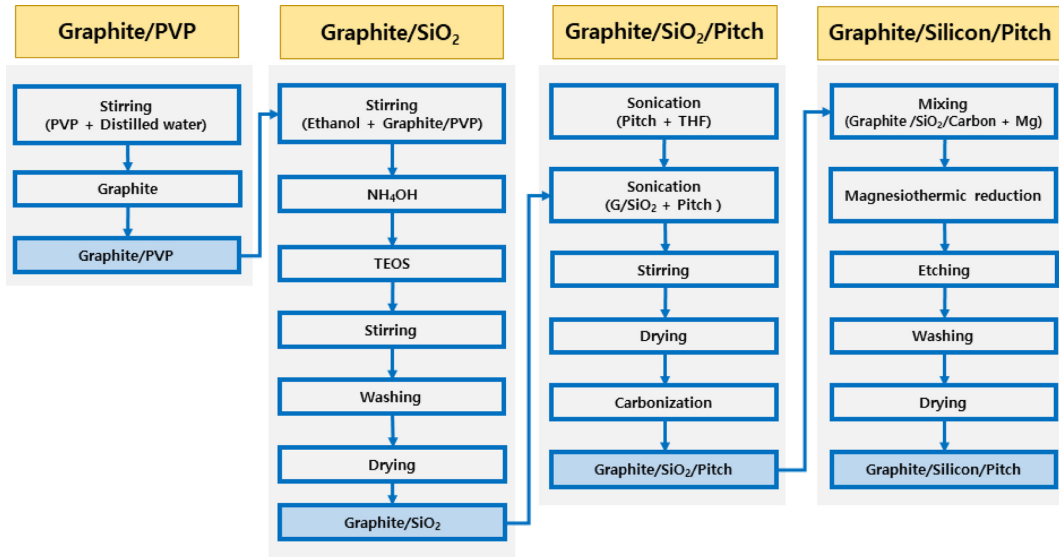 Graphite/PVP
Stirring
(PVP + Distilled water)
Graphite
Graphite/PVP
Graphite/SiO₂
Stirring
(Ethanol + Graphite/PVP)
NH₄OH
TEOS
Stirring
Washing
Drying
Graphite/SiO₂
Graphite/SiO₂/Pitch
Sonication
(Pitch + THF)
Sonication
(G/SiO₂ + Pitch )
Stirring
Drying
Carbonization
Graphite/SiO₂/Pitch
Graphite/Silicon/Pitch
Mixing
(Graphite /SiO₂/Carbon + Mg)
Magnesiothermic reduction
Etching
Washing
Drying
Graphite/Silicon/Pitch